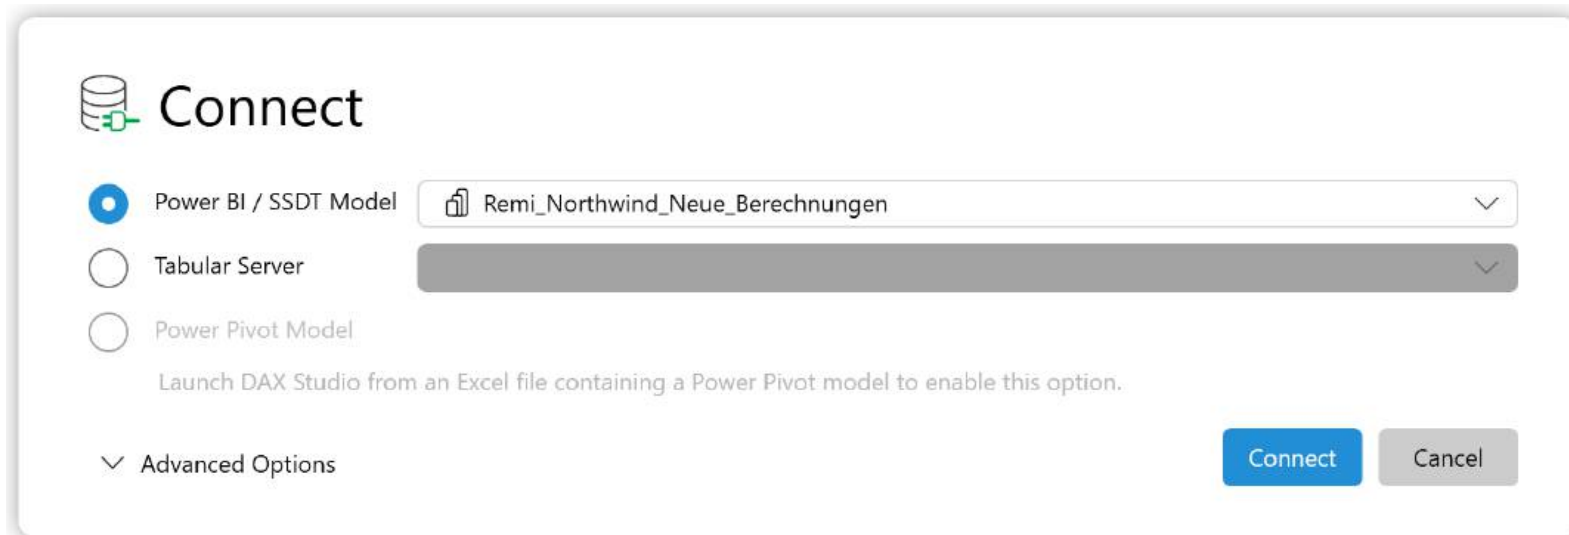 Connect
Power BI / SSDT Model
Remi_Northwind_Neue_Berechnungen
Tabular Server
Power Pivot Model
Launch DAX Studio from an Excel file containing a Power Pivot model to enable this option.
Advanced Options
Connect
Cancel